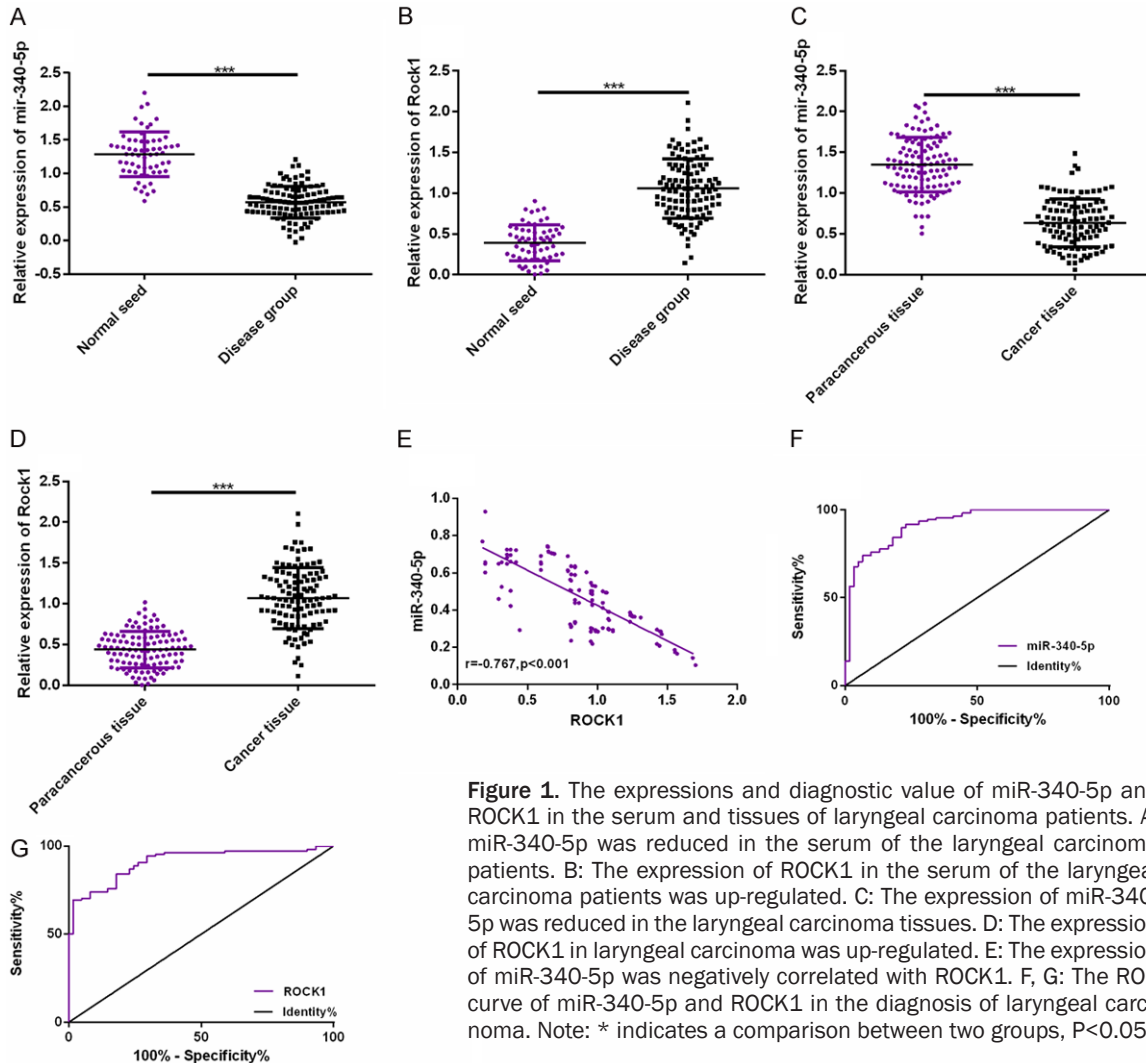 A
Relative expression of mir-340-5p
2.5
2.0
1.5
1.0
0.5
0.0
-0.5
***
Normal seed
Disease group
B
Relative expression of Rock1
2.5
2.0
1.5
1.0
0.5
0.0
***
Normal seed
Disease group
C
Relative expression of mir-340-5p
2.5
2.0
1.5
1.0
0.5
0.0
***
Paracancerous tissue
Cancer tissue
D
Relative expression of Rock1
2.5
2.0
1.5
1.0
0.5
0.0
***
Paracancerous tissue
Cancer tissue
E
miR-340-5p
1.0
0.8
0.6
0.4
0.2
0.0
r=-0.767,p<0.001
0.0 0.5 1.0 1.5 2.0
ROCK1
F
Sensitivity%
100
50
0
miR-340-5p
Identity%
0 50 100
100% - Specificity%
G
Sensitivity%
100
50
0
ROCK1
Identity%
0 50 100
100% - Specificity%
Figure 1. The expressions and diagnostic value of miR-340-5p an
ROCK1 in the serum and tissues of laryngeal carcinoma patients. A
miR-340-5p was reduced in the serum of the laryngeal carcinom
patients. B: The expression of ROCK1 in the serum of the laryngea
carcinoma patients was up-regulated. C: The expression of miR-340
5p was reduced in the laryngeal carcinoma tissues. D: The expression
of ROCK1 in laryngeal carcinoma was up-regulated. E: The expression
of miR-340-5p was negatively correlated with ROCK1. F, G: The RO
curve of miR-340-5p and ROCK1 in the diagnosis of laryngeal carc
noma. Note: * indicates a comparison between two groups, P<0.05